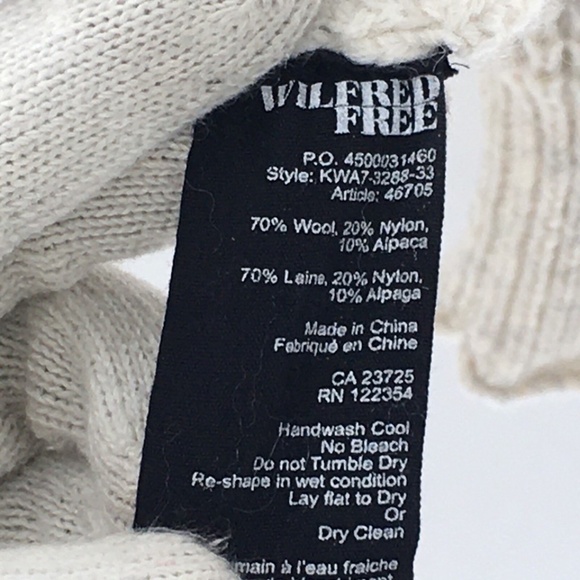 WILFRED
FREE
P.O. 4500031460
Style: KWA7-3288-33
Article: 46705
70% Wool, 20% Nylon,
10% Alpaca
70% Laine, 20% Nylon,
10% Alpaga
Made in China
Fabriqué en Chine
CA 23725
RN 122354
Handwash Cool
No Bleach
Do not Tumble Dry
Re-shape in wet condition
Lay flat to Dry
Or
Dry Clean
main à l'eau fraiche